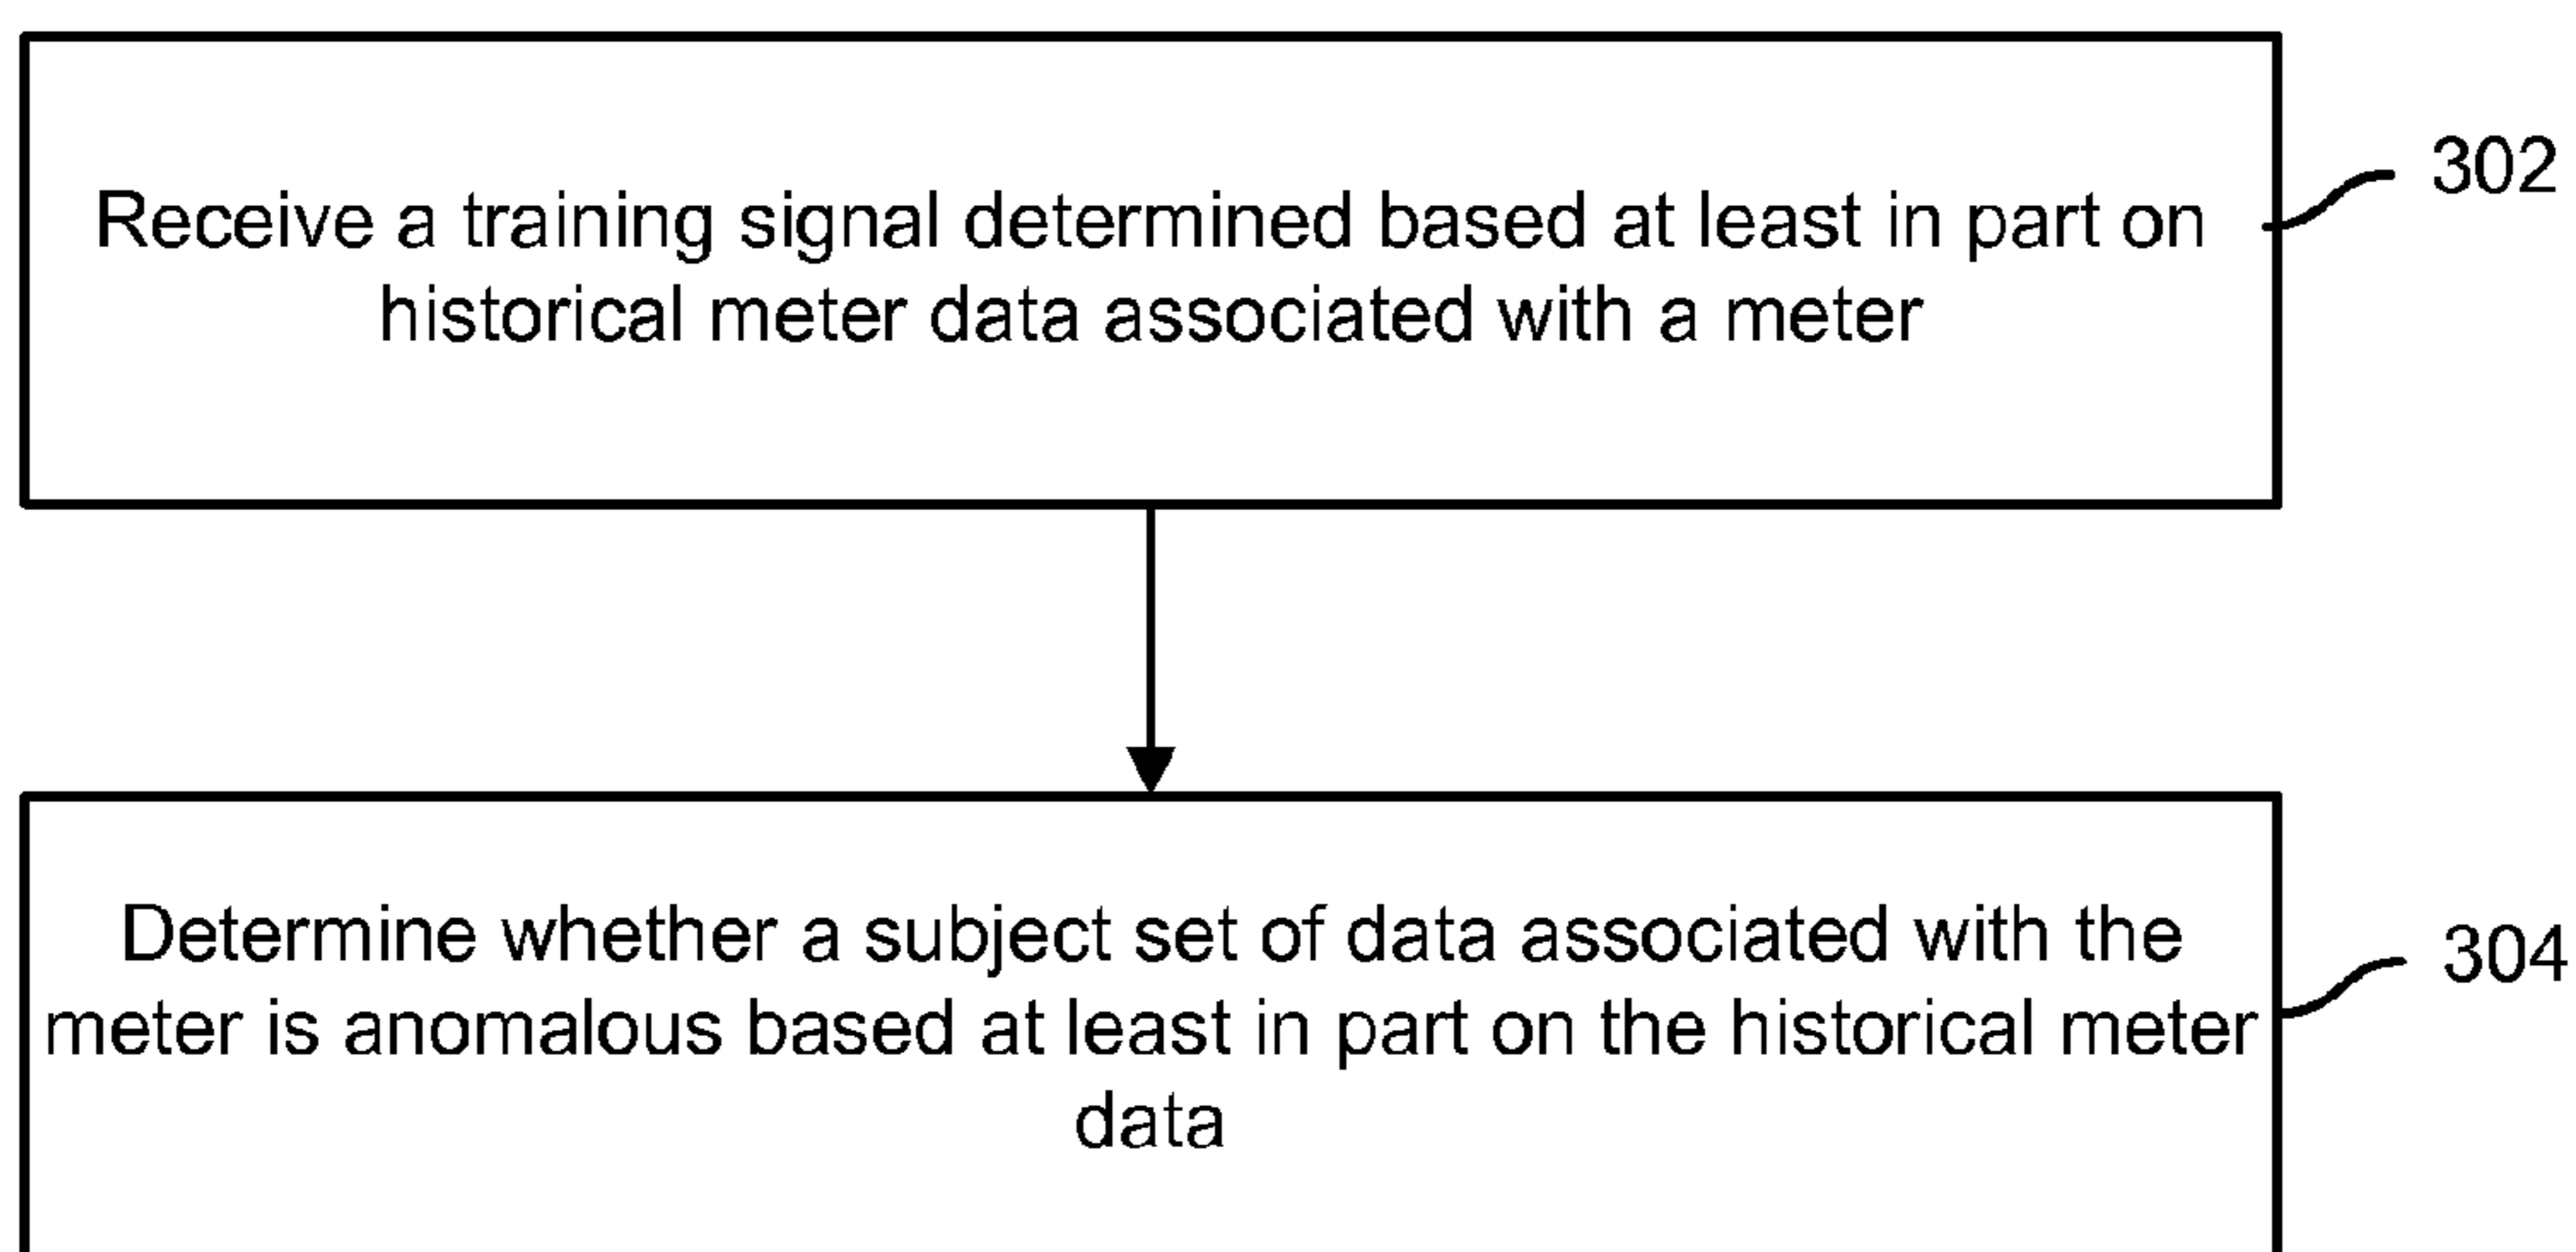 Receive a training signal determined based at least in part on
historical meter data associated with a meter
302
Determine whether a subject set of data associated with the
meter is anomalous based at least in part on the historical meter
data
304